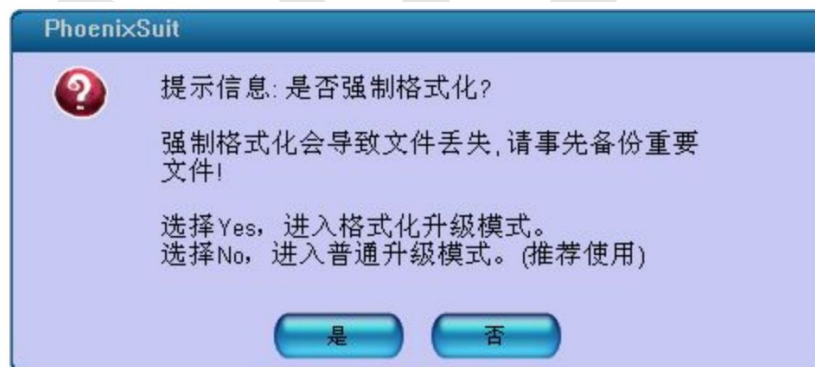 PhoenixSuit
提示信息: 是否强制格式化?
强制格式化会导致文件丢失,请事先备份重要
文件!
选择Yes，进入格式化升级模式。
选择No，进入普通升级模式。(推荐使用)
是 否